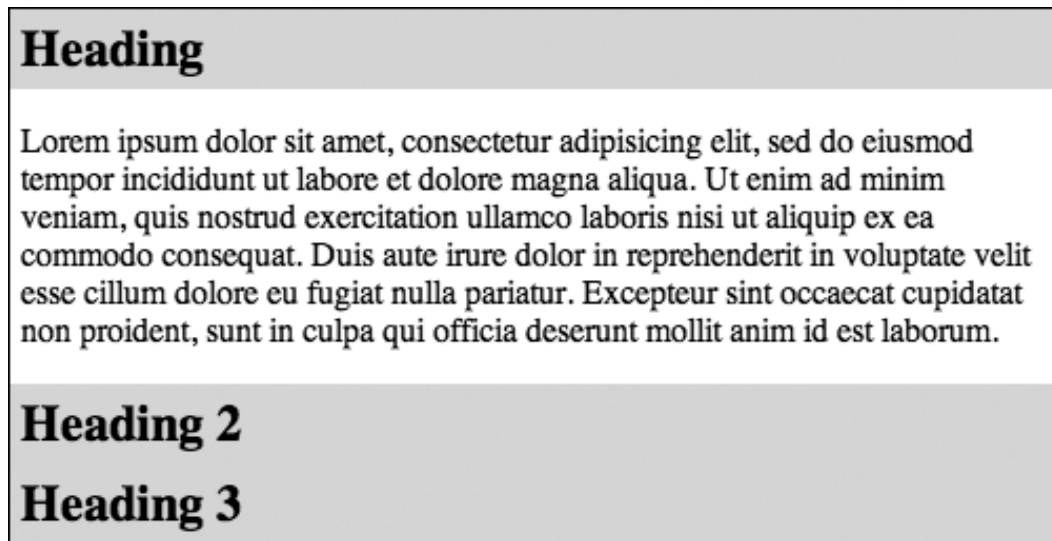 Heading
Lorem ipsum dolor sit amet, consectetur adipisicing elit, sed do eiusmod
tempor incididunt ut labore et dolore magna aliqua. Ut enim ad minim
veniam, quis nostrud exercitation ullamco laboris nisi ut aliquip ex ea
commodo consequat. Duis aute irure dolor in reprehenderit in voluptate velit
esse cillum dolore eu fugiat nulla pariatur. Excepteur sint occaecat cupidatat
non proident, sunt in culpa qui officia deserunt mollit anim id est laborum.
Heading 2
Heading 3